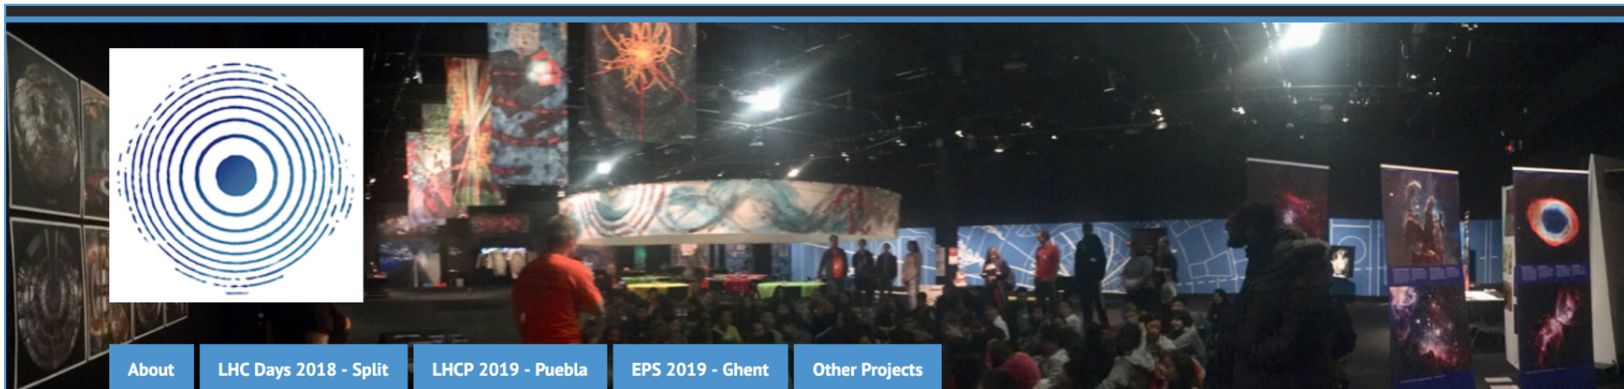 About
LHC Days 2018 - Split
LHCP 2019 - Puebla
EPS 2019 - Ghent
Other Projects